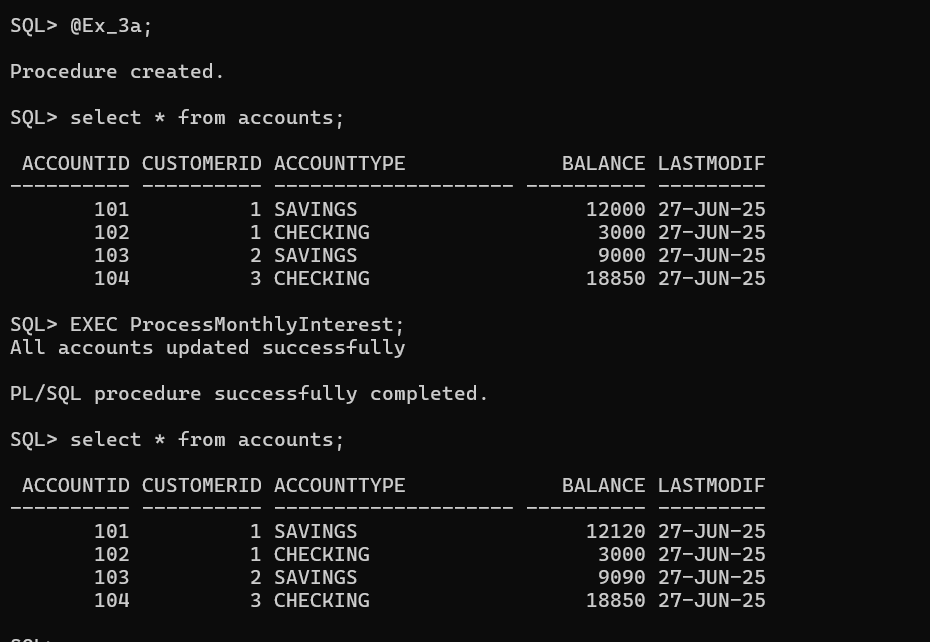 SQL> @Ex_3a;
Procedure created.
SQL> select * from accounts;
ACCOUNTID CUSTOMERID ACCOUNTTYPE BALANCE LASTMODIF
---------- ---------- -------------------- ---------- ---------
101 1 SAVINGS 12000 27-JUN-25
102 1 CHECKING 3000 27-JUN-25
103 2 SAVINGS 9000 27-JUN-25
104 3 CHECKING 18850 27-JUN-25
SQL> EXEC ProcessMonthlyInterest;
All accounts updated successfully
PL/SQL procedure successfully completed.
SQL> select * from accounts;
ACCOUNTID CUSTOMERID ACCOUNTTYPE BALANCE LASTMODIF
---------- ---------- -------------------- ---------- ---------
101 1 SAVINGS 12120 27-JUN-25
102 1 CHECKING 3000 27-JUN-25
103 2 SAVINGS 9090 27-JUN-25
104 3 CHECKING 18850 27-JUN-25